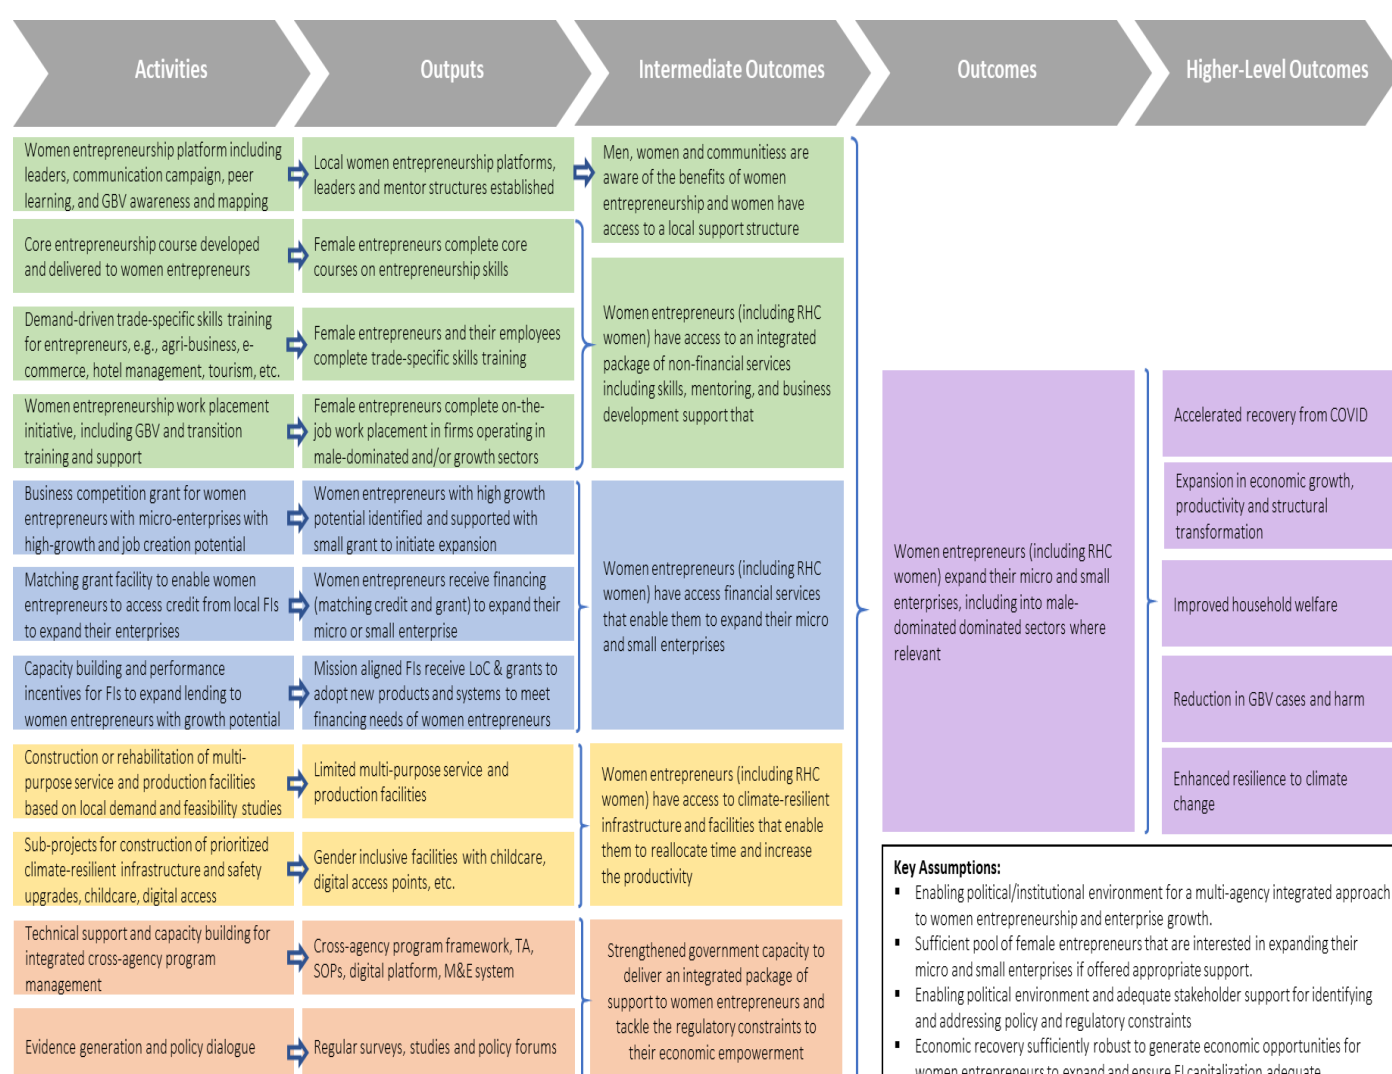 Activities
Outputs
Intermediate Outcomes
Outcomes
Higher-Level Outcomes
Women entrepreneurship platform including
leaders, communication campaign, peer
learning, and GBV awareness and mapping
Local women entrepreneurship platforms,
leaders and mentor structures established
Men, women and communitiess are
aware of the benefits of women
entrepreneurship and women have
access to a local support structure
Core entrepreneurship course developed
and delivered to women entrepreneurs
Female entrepreneurs complete core
courses on entrepreneurship skills
Demand-driven trade-specific skills training
for entrepreneurs, e.g., agri-business, e-
commerce, hotel management, tourism, etc.
Female entrepreneurs and their employees
complete trade-specific skills training
Women entrepreneurship work placement
initiative, including GBV and transition
training and support
Female entrepreneurs complete on-the-
job work placement in firms operating in
male-dominated and/or growth sectors
Women entrepreneurs (including RHC
women) have access to an integrated
package of non-financial services
including skills, mentoring, and business
development support that
Business competition grant for women
entrepreneurs with micro-enterprises with
high-growth and job creation potential
Women entrepreneurs with high growth
potential identified and supported with
small grant to initiate expansion
Matching grant facility to enable women
entrepreneurs to access credit from local FIs
to expand their enterprises
Women entrepreneurs receive financing
(matching credit and grant) to expand their
micro or small enterprise
Capacity building and performance
incentives for FIs to expand lending to
women entrepreneurs with growth potential
Mission aligned FIs receive LoC & grants to
adopt new products and systems to meet
financing needs of women entrepreneurs
Women entrepreneurs (including RHC
women) have access financial services
that enable them to expand their micro
and small enterprises
Construction or rehabilitation of multi-
purpose service and production facilities
based on local demand and feasibility studies
Limited multi-purpose service and
production facilities
Sub-projects for construction of prioritized
climate-resilient infrastructure and safety
upgrades, childcare, digital access
Gender inclusive facilities with childcare,
digital access points, etc.
Women entrepreneurs (including RHC
women) have access to climate-resilient
infrastructure and facilities that enable
them to reallocate time and increase
the productivity
Technical support and capacity building for
integrated cross-agency program
management
Cross-agency program framework, TA,
SOPs, digital platform, M&E system
Evidence generation and policy dialogue
Regular surveys, studies and policy forums
Strengthened government capacity to
deliver an integrated package of
support to women entrepreneurs and
tackle the regulatory constraints to
their economic empowerment
Women entrepreneurs (including RHC
women) expand their micro and small
enterprises, including into male-
dominated dominated sectors where
relevant
Accelerated recovery from COVID
Expansion in economic growth,
productivity and structural
transformation
Improved household welfare
Reduction in GBV cases and harm
Enhanced resilience to climate
change
Key Assumptions:
▪ Enabling political/institutional environment for a multi-agency integrated approach
to women entrepreneurship and enterprise growth.
▪ Sufficient pool of female entrepreneurs that are interested in expanding their
micro and small enterprises if offered appropriate support.
▪ Enabling political environment and adequate stakeholder support for identifying
and addressing policy and regulatory constraints
▪ Economic recovery sufficiently robust to generate economic opportunities for
women entrepreneurs to expand and ensure FI capitalization adequate